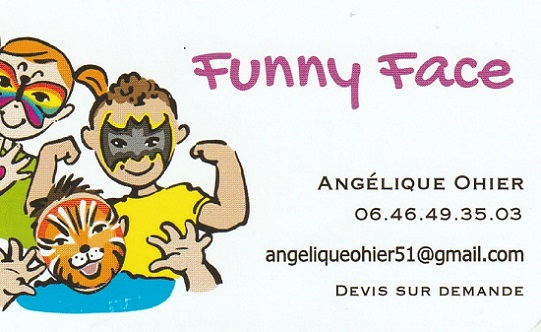 Funny Face
Angélique Ohier
06.46.49.35.03
angeliqueohier51@gmail.com
Devis sur demande